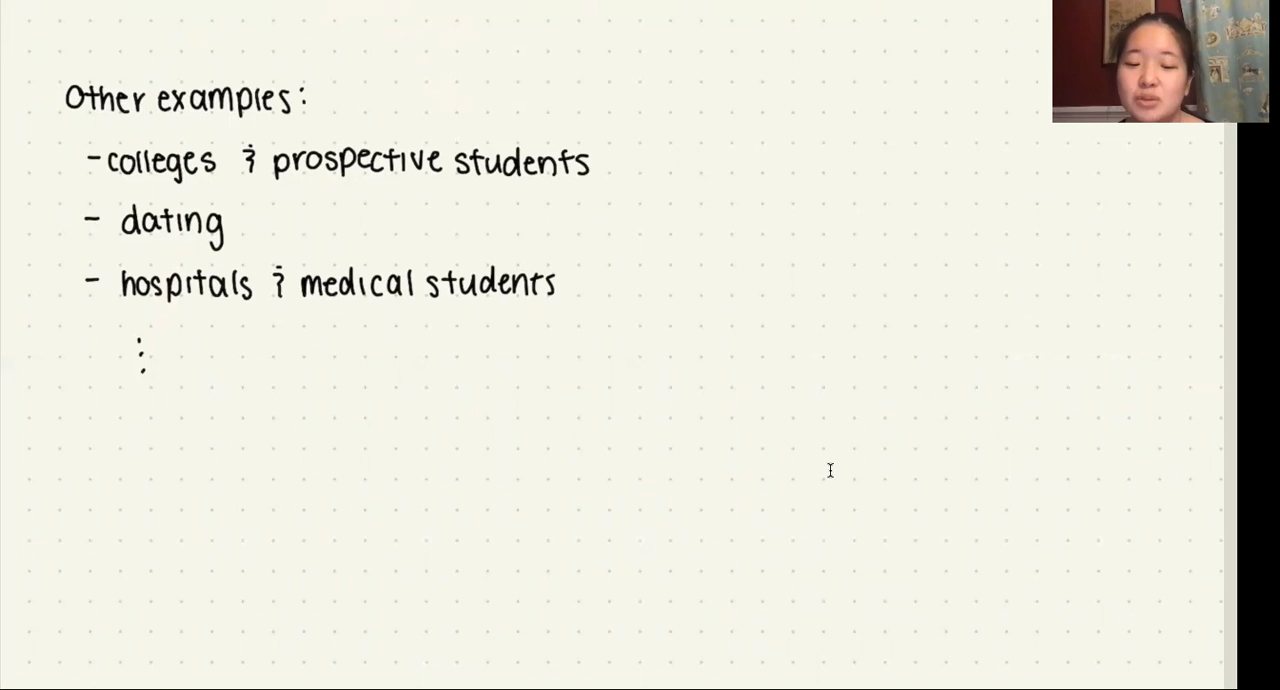 Other examples:
- colleges & prospective students
- dating
- hospitals & medical students
⋮